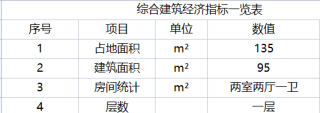 综合建筑经济指标一览表
序号 项目 单位 数值
1 占地面积 m² 135
2 建筑面积 m² 95
3 房间统计 m² 两室两厅一卫
4 层数 一层